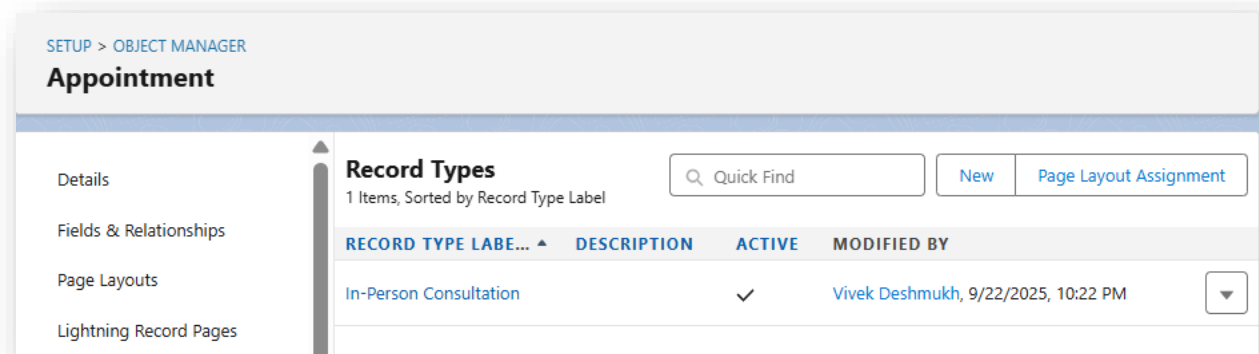 SETUP > OBJECT MANAGER
Appointment
Details
Fields & Relationships
Page Layouts
Lightning Record Pages
Record Types
1 Items, Sorted by Record Type Label
Quick Find
New
Page Layout Assignment
RECORD TYPE LABE... DESCRIPTION ACTIVE MODIFIED BY
In-Person Consultation Vivek Deshmukh, 9/22/2025, 10:22 PM